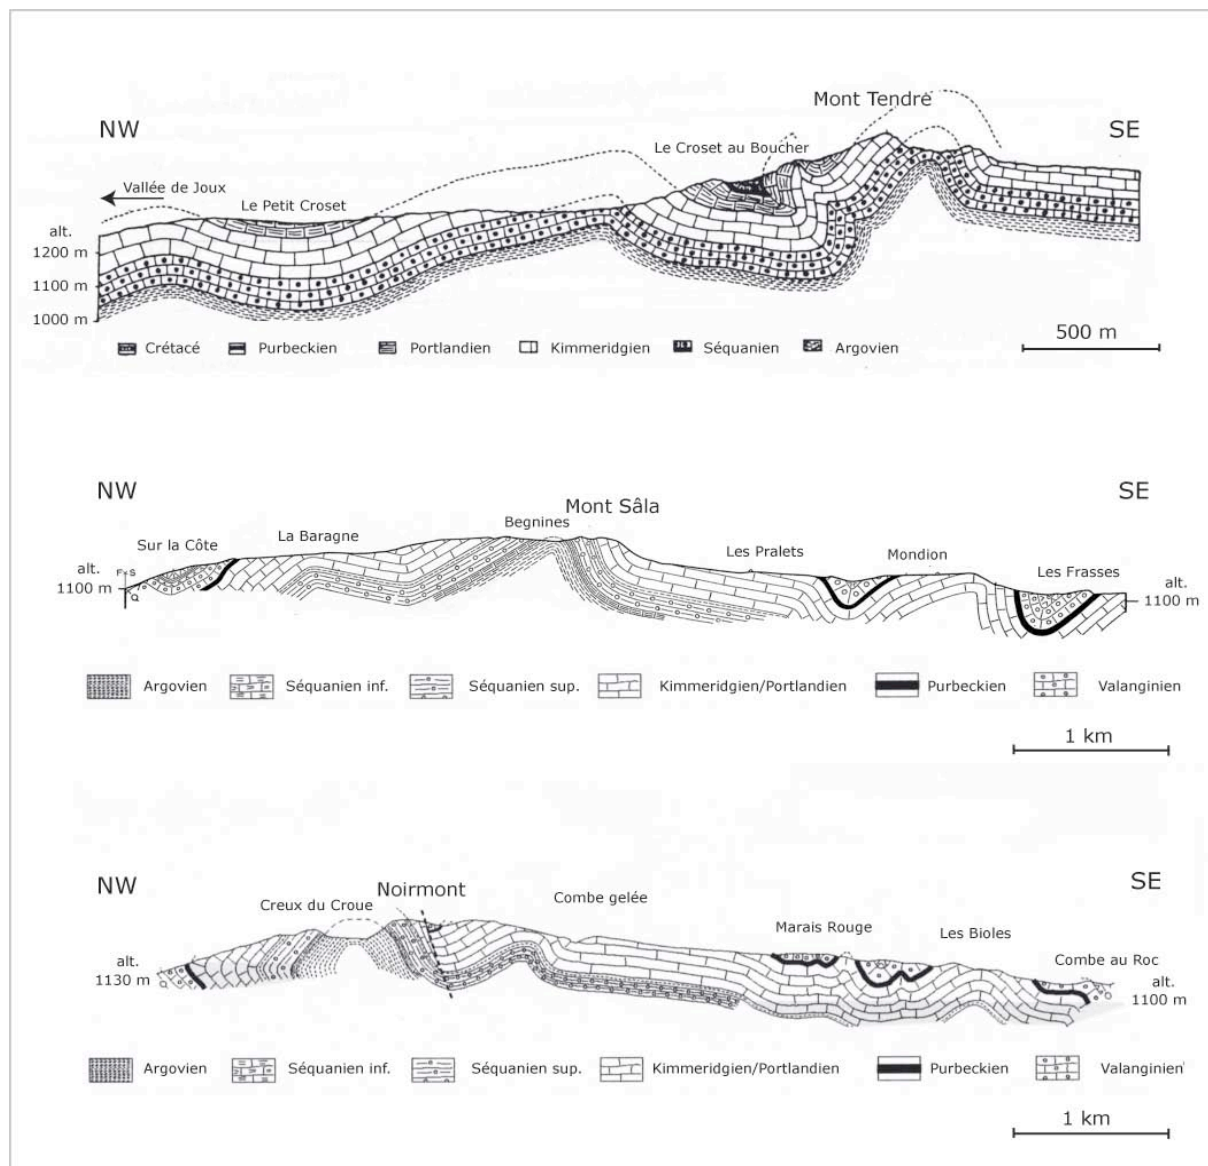 Mont Tendre
NW
SE
Le Croset au Boucher
Vallée de Joux
Le Petit Croset
alt.
1200 m
1100 m
1000 m
500 m
Crétacé Purbeckien Portlandien Kimmeridgien Séquanien Argovien
NW
SE
Mont Sâla
Begnines
La Baragne
Sur la Côte
Les Pralets
Mondion
Les Frasses
alt.
1100 m
F S
Q
alt.
1100 m
Argovien Séquanien inf. Séquanien sup. Kimmeridgien/Portlandien Purbeckien Valanginien
1 km
NW
SE
Noirmont
Creux du Croue
Combe gelée
Marais Rouge
Les Bioles
Combe au Roc
alt.
1130 m
Q
alt.
1100 m
Q
Argovien Séquanien inf. Séquanien sup. Kimmeridgien/Portlandien Purbeckien Valanginien
1 km